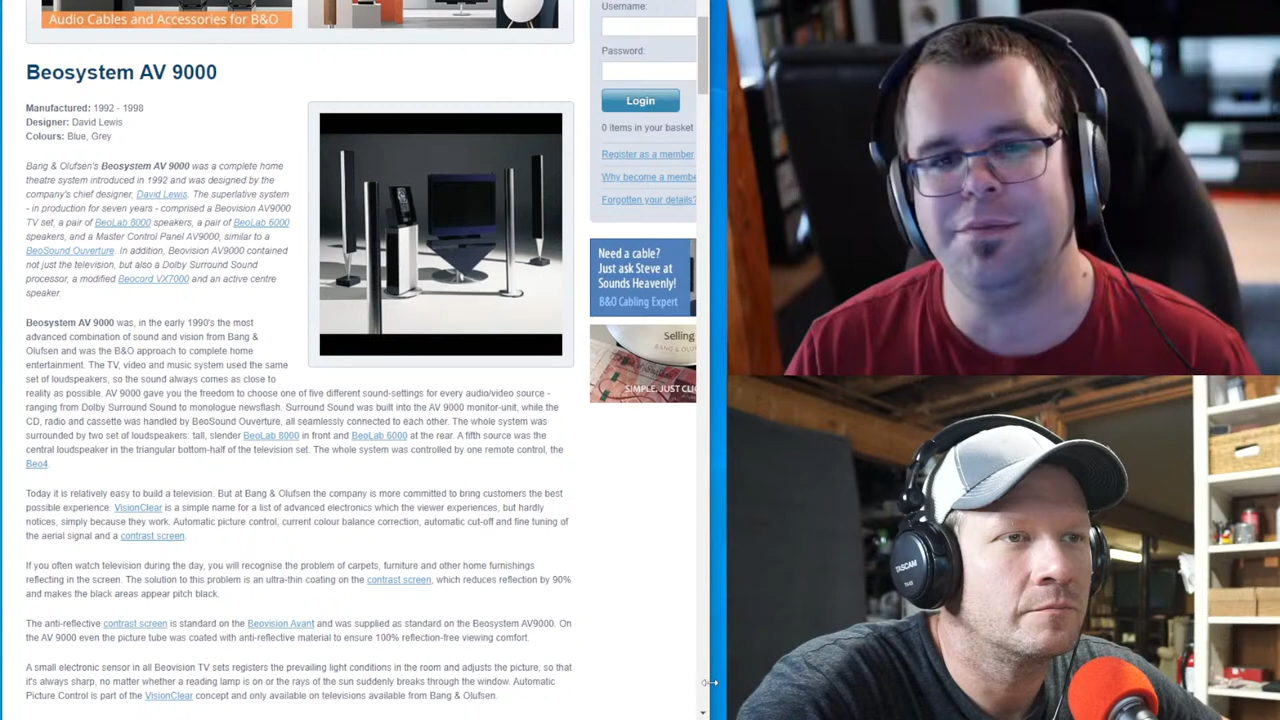 Audio Cables and Accessories for B&O
Beosystem AV 9000
Manufactured: 1992 - 1998
Designer: David Lewis
Colours: Blue, Grey
Bang & Olufsen's Beosystem AV 9000 was a complete home
theatre system introduced in 1992 and was designed by the
company's chief designer, David Lewis. The superlative system
- in production for seven years - comprised a Beovision AV9000
TV set, a pair of BeoLab 8000 speakers, a pair of BeoLab 6000
speakers, and a Master Control Panel AV9000, similar to a
BeoSound Ouverture. In addition, Beovision AV9000 contained
not just the television, but also a Dolby Surround Sound
processor, a modified Beocord VX7000 and an active centre
speaker.
Beosystem AV 9000 was, in the early 1990's the most
advanced combination of sound and vision from Bang &
Olufsen and was the B&O approach to complete home
entertainment. The TV, video and music system used the same
set of loudspeakers, so the sound always comes as close to
reality as possible. AV 9000 gave you the freedom to choose one of five different sound-settings for every audio/video source -
ranging from Dolby Surround Sound to monologue newsflash. Surround Sound was built into the AV 9000 monitor-unit, while the
CD, radio and cassette was handled by BeoSound Ouverture, all seamlessly connected to each other. The whole system was
surrounded by two set of loudspeakers: tall, slender BeoLab 8000 in front and BeoLab 6000 at the rear. A fifth source was the
central loudspeaker in the triangular bottom-half of the television set. The whole system was controlled by one remote control, the
Beo4.
Today it is relatively easy to build a television. But at Bang & Olufsen the company is more committed to bring customers the best
possible experience. VisionClear is a simple name for a list of advanced electronics which the viewer experiences, but hardly
notices, simply because they work. Automatic picture control, current colour balance correction, automatic cut-off and fine tuning of
the aerial signal and a contrast screen.
If you often watch television during the day, you will recognise the problem of carpets, furniture and other home furnishings
reflecting in the screen. The solution to this problem is an ultra-thin coating on the contrast screen, which reduces reflection by 90%
and makes the black areas appear pitch black.
The anti-reflective contrast screen is standard on the Beovision Avant and was supplied as standard on the Beosystem AV9000. On
the AV 9000 even the picture tube was coated with anti-reflective material to ensure 100% reflection-free viewing comfort.
A small electronic sensor in all Beovision TV sets registers the prevailing light conditions in the room and adjusts the picture, so that
it's always sharp, no matter whether a reading lamp is on or the rays of the sun suddenly breaks through the window. Automatic
Picture Control is part of the VisionClear concept and only available on televisions available from Bang & Olufsen.
Username:
Password:
Login
0 items in your basket
Register as a member
Why become a membe
Forgotten your details?
Need a cable?
Just ask Steve at
Sounds Heavenly!
B&O Cabling Expert
Selling
BANG & OLUF
SIMPLE. JUST CLI
TASCAM